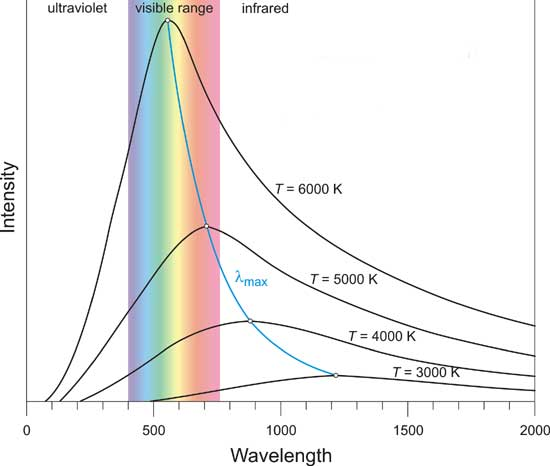 ultraviolet visible range infrared
Intensity
T = 6000 K
T = 5000 K
λmax
T = 4000 K
T = 3000 K
0 500 1000 1500 2000
Wavelength